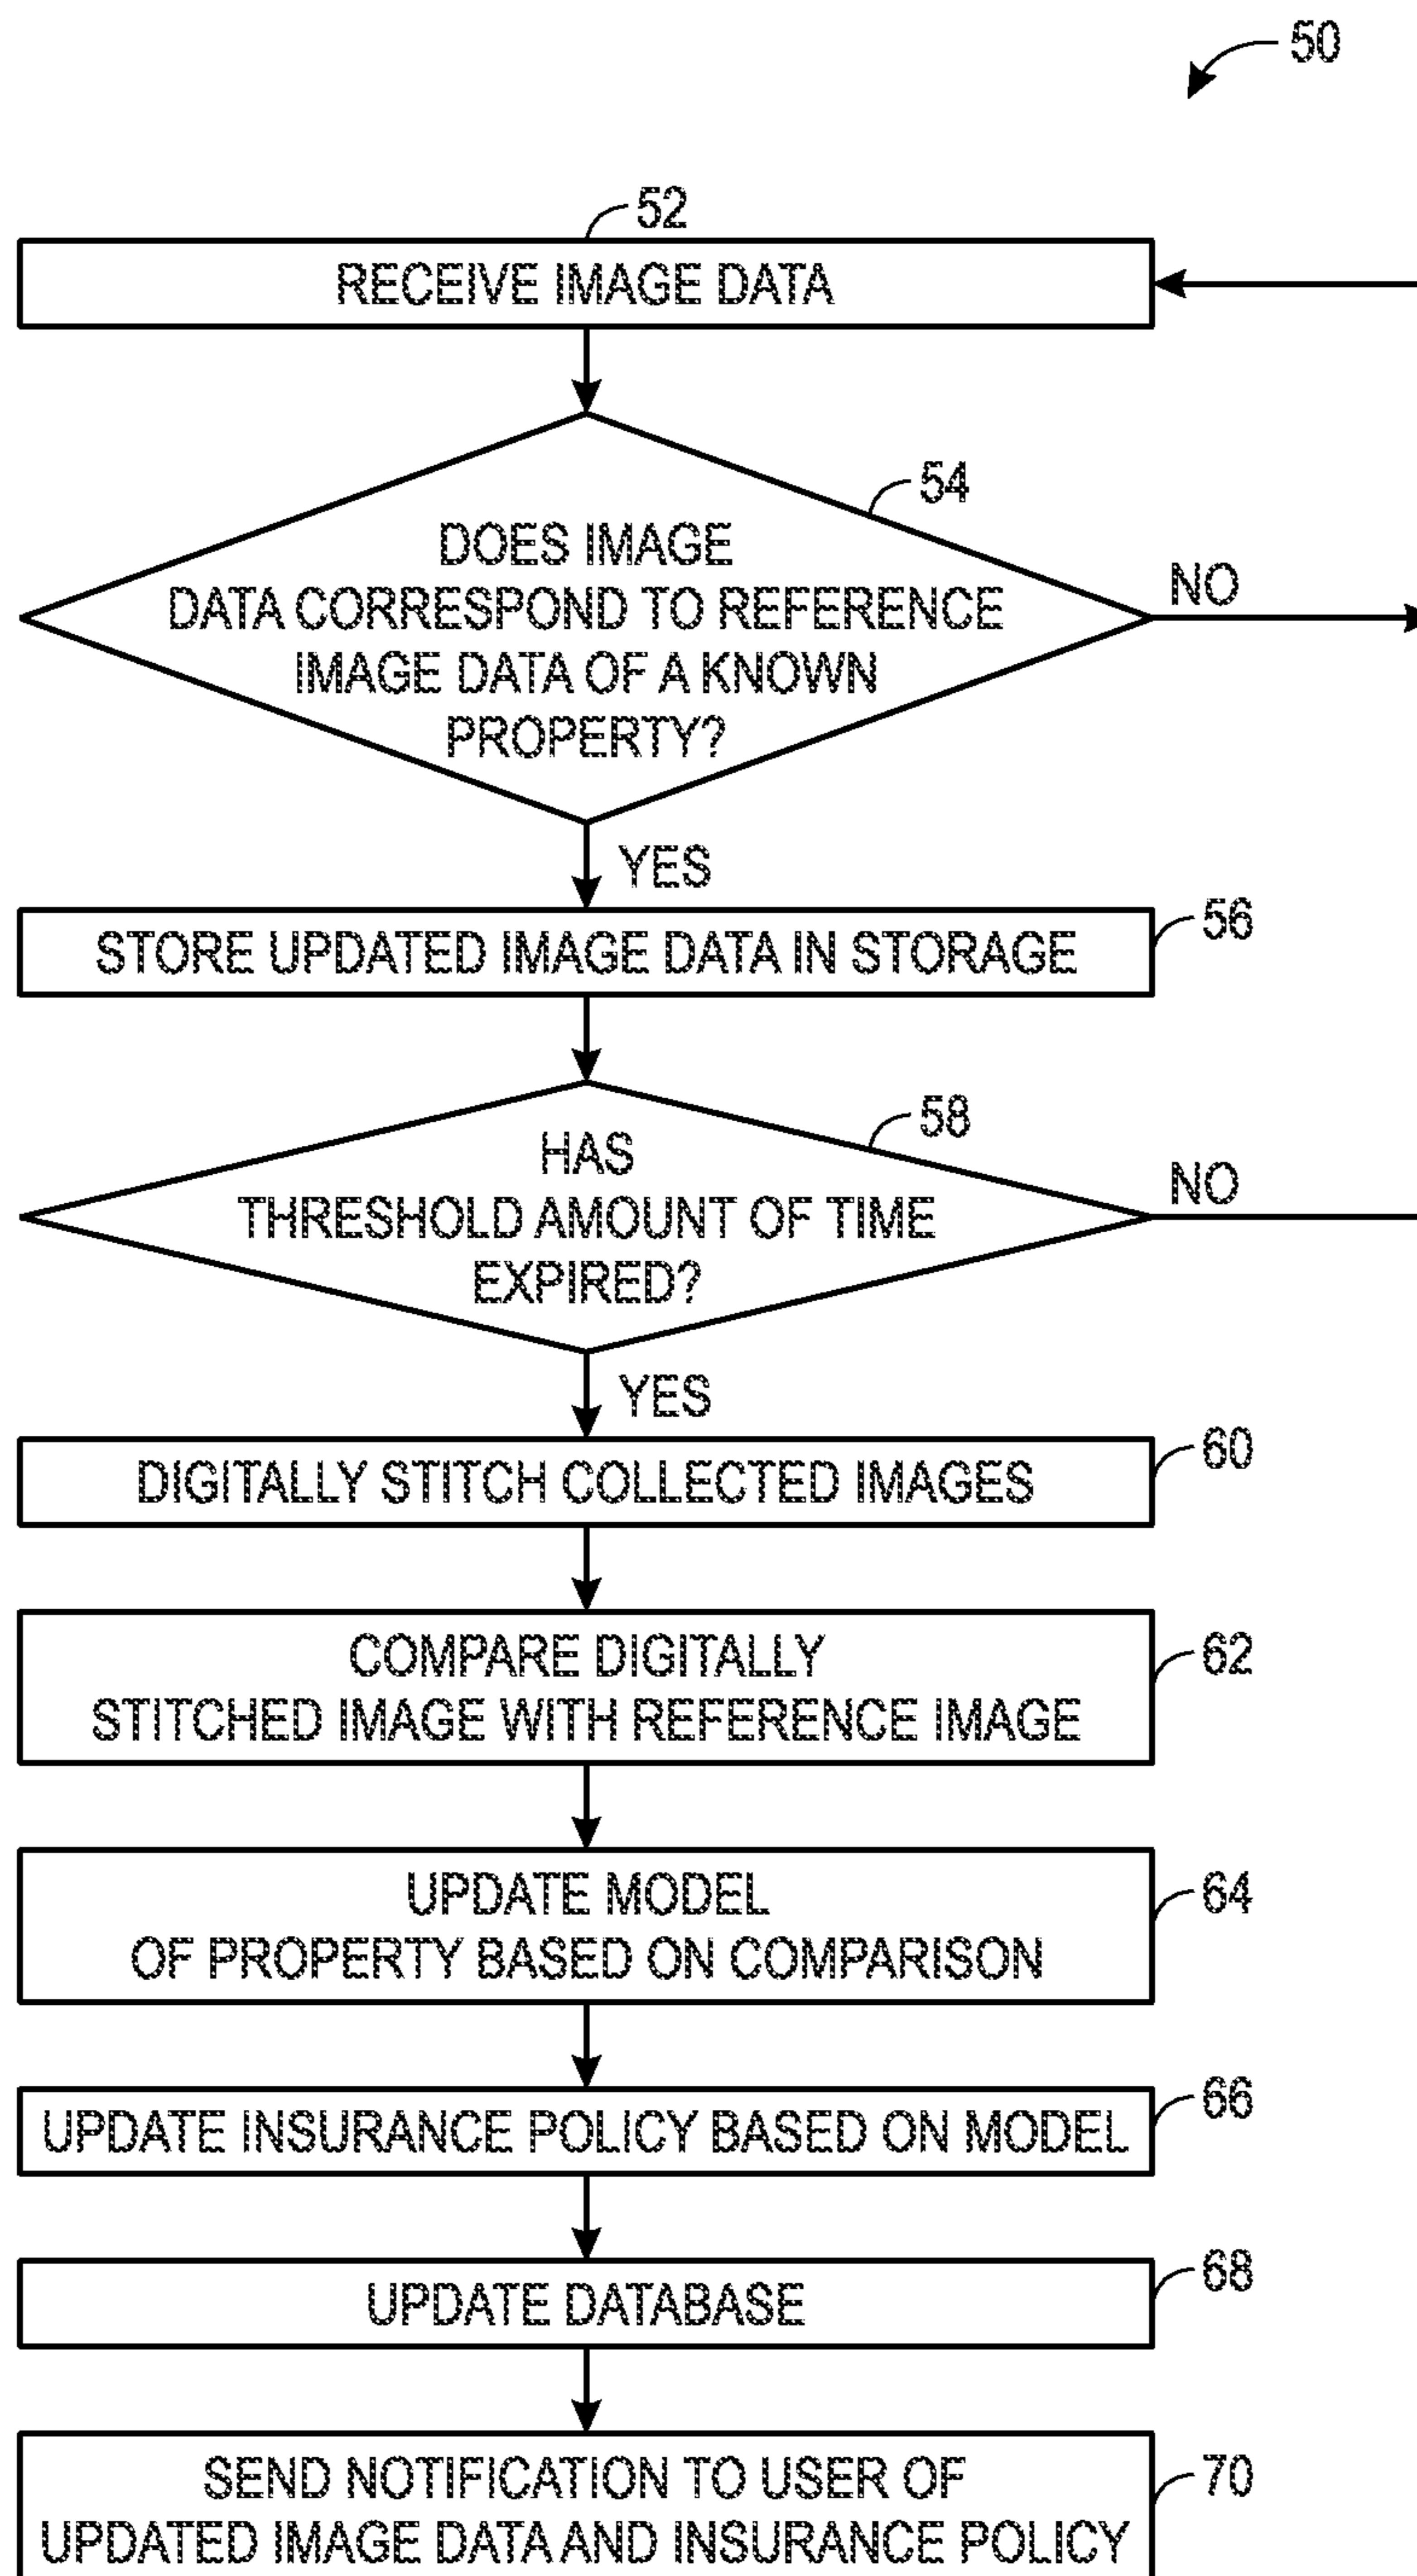 50
52
RECEIVE IMAGE DATA
54
DOES IMAGE
DATA CORRESPOND TO REFERENCE
IMAGE DATA OF A KNOWN
PROPERTY?
NO
YES
56
STORE UPDATED IMAGE DATA IN STORAGE
58
HAS
THRESHOLD AMOUNT OF TIME
EXPIRED?
NO
YES
60
DIGITALLY STITCH COLLECTED IMAGES
62
COMPARE DIGITALLY
STITCHED IMAGE WITH REFERENCE IMAGE
64
UPDATE MODEL
OF PROPERTY BASED ON COMPARISON
66
UPDATE INSURANCE POLICY BASED ON MODEL
68
UPDATE DATABASE
70
SEND NOTIFICATION TO USER OF
UPDATED IMAGE DATA AND INSURANCE POLICY